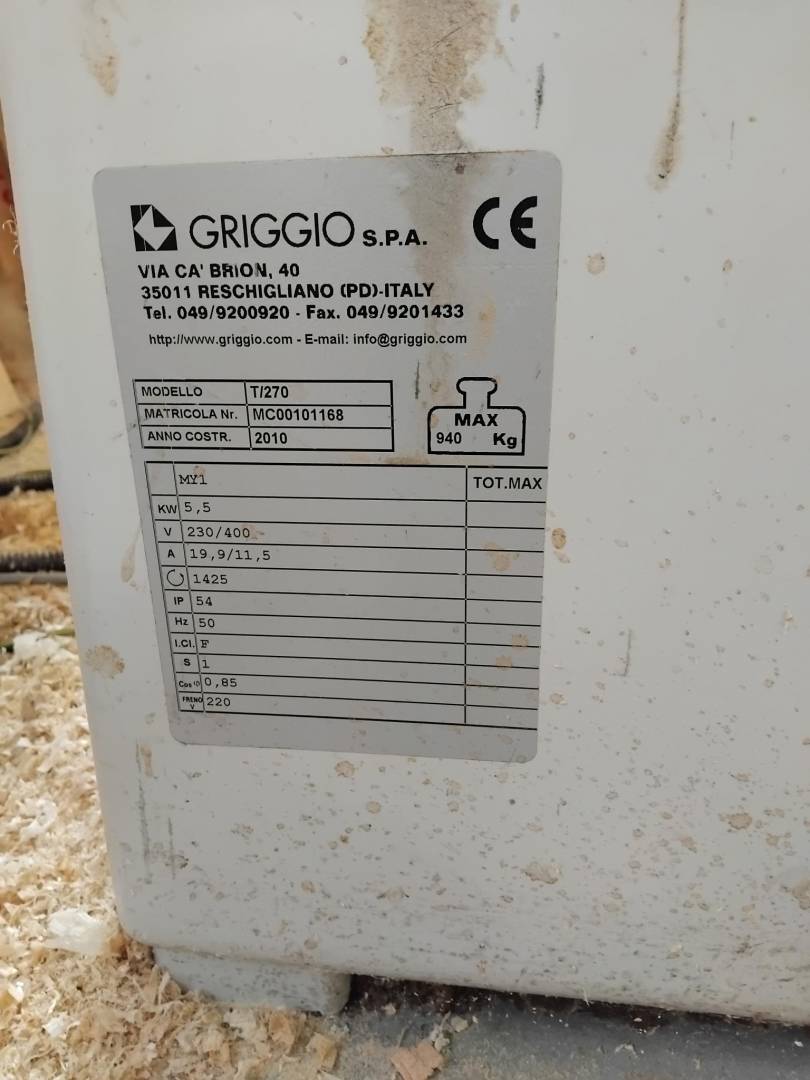 GRIGGIO S.P.A.
CE
VIA CA' BRION, 40
35011 RESCHIGLIANO (PD)-ITALY
Tel. 049/9200920 - Fax. 049/9201433
http://www.griggio.com - E-mail: info@griggio.com
MODELLO T/270
MATRICOLA Nr. MC00101168
ANNO COSTR. 2010
MAX
940 Kg
MY1 TOT.MAX
KW 5,5
V 230/400
A 19,9/11,5
1425
IP 54
Hz 50
I.Cl. F
S 1
Cos φ 0,85
FRENO V 220